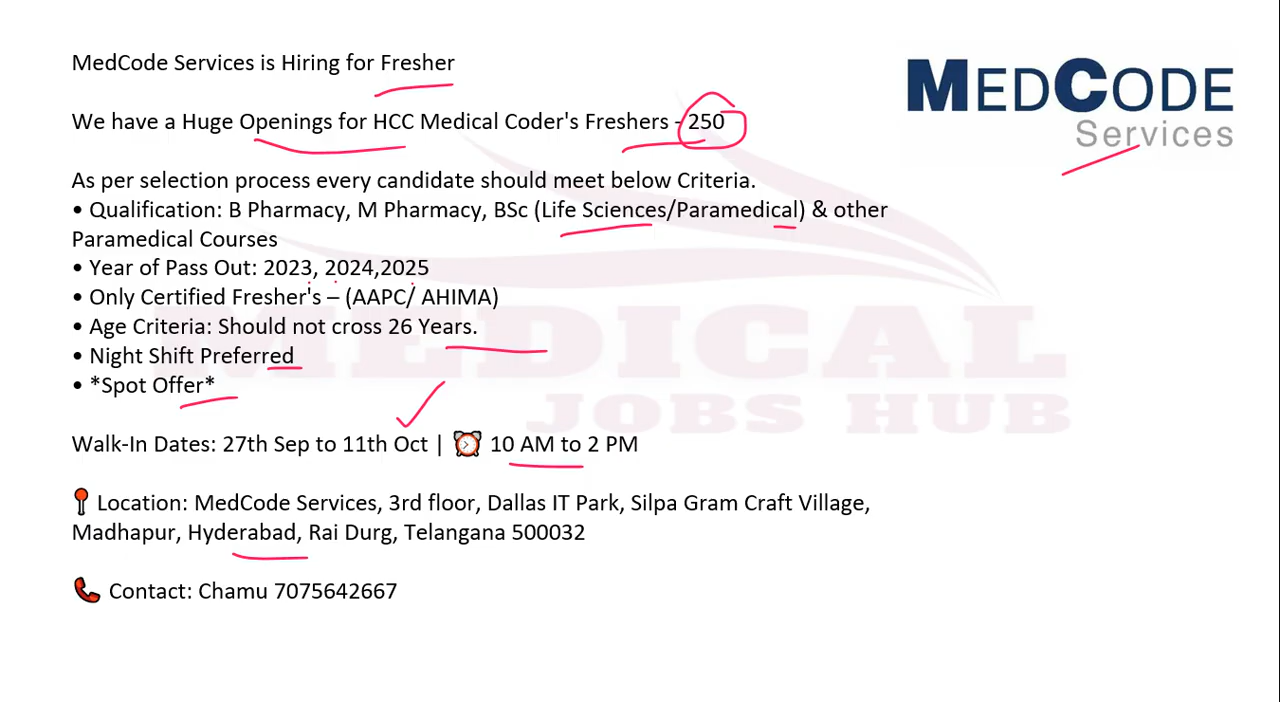 MedCode Services is Hiring for Fresher
MEDCODE
Services
We have a Huge Openings for HCC Medical Coder's Freshers - 250
As per selection process every candidate should meet below Criteria.
• Qualification: B Pharmacy, M Pharmacy, BSc (Life Sciences/Paramedical) & other
Paramedical Courses
• Year of Pass Out: 2023, 2024,2025
• Only Certified Fresher's – (AAPC/ AHIMA)
• Age Criteria: Should not cross 26 Years.
• Night Shift Preferred
• *Spot Offer*
MEDICAL
JOBS HUB
Walk-In Dates: 27th Sep to 11th Oct | ⏰ 10 AM to 2 PM
📍 Location: MedCode Services, 3rd floor, Dallas IT Park, Silpa Gram Craft Village,
Madhapur, Hyderabad, Rai Durg, Telangana 500032
📞 Contact: Chamu 7075642667